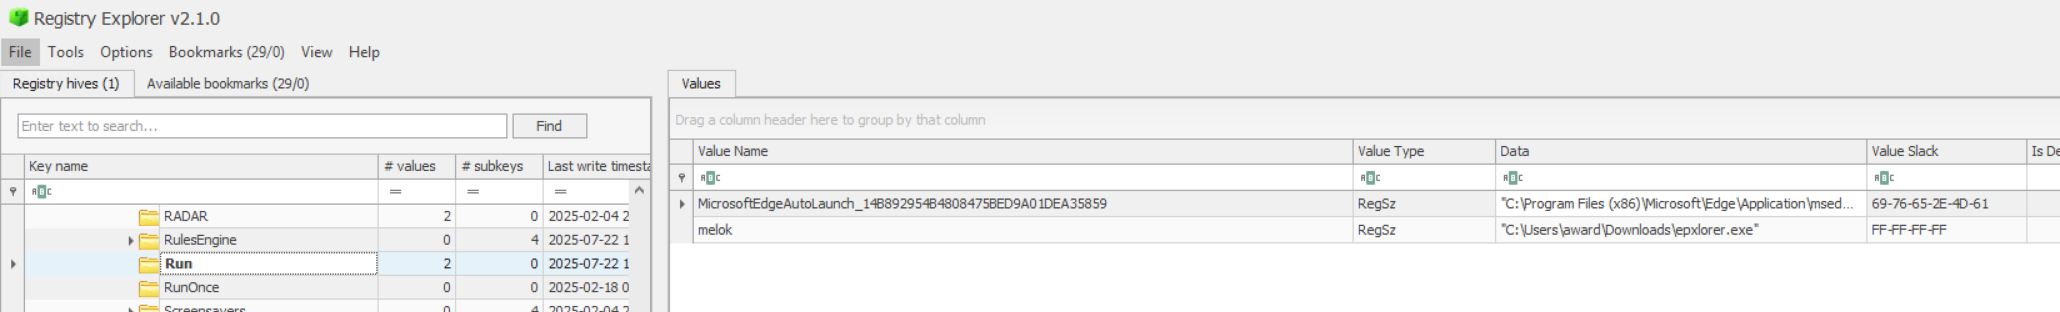 Registry Explorer v2.1.0
File Tools Options Bookmarks (29/0) View Help
Registry hives (1) Available bookmarks (29/0)
Enter text to search... Find
Key name # values # subkeys Last write timesta
ABC = = =
RADAR 2 0 2025-02-04 2
RulesEngine 0 4 2025-07-22 1
Run 2 0 2025-07-22 1
RunOnce 0 0 2025-02-18 0
Screensavers 0 4 2025-02-04 2
Values
Drag a column header here to group by that column
Value Name Value Type Data Value Slack Is De
ABC ABC ABC ABC
MicrosoftEdgeAutoLaunch_14B892954B4808475BED9A01DEA35859 RegSz "C:\Program Files (x86)\Microsoft\Edge\Application\msed... 69-76-65-2E-4D-61
melok RegSz "C:\Users\award\Downloads\epxlorer.exe" FF-FF-FF-FF